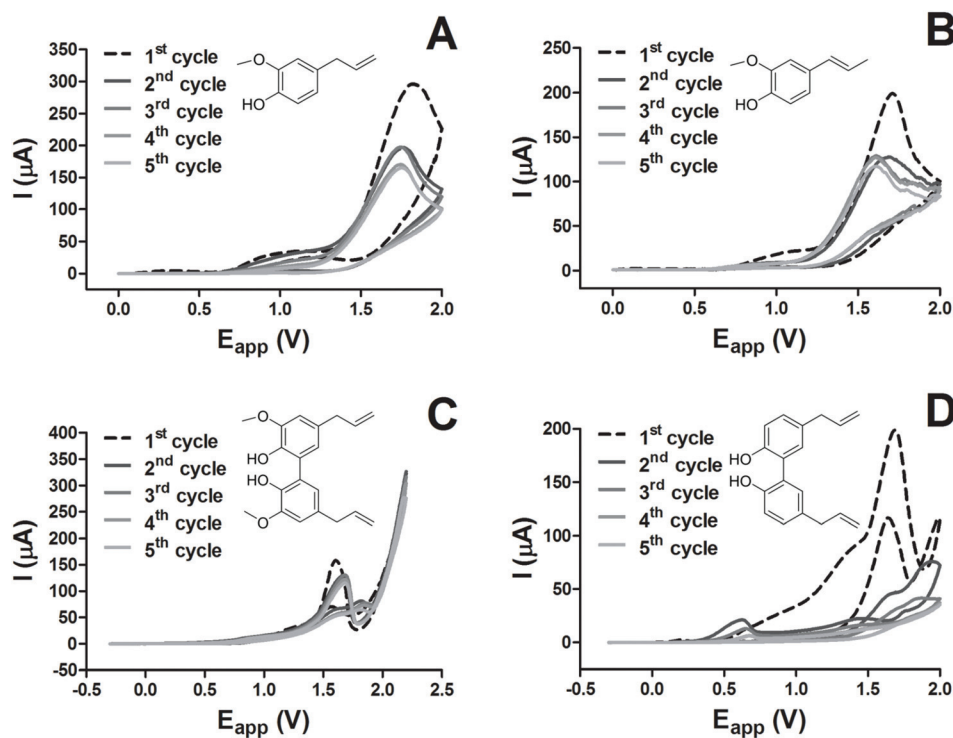 A
350
300
250
200
150
100
50
0
I (µA)
1st cycle
2nd cycle
3rd cycle
4th cycle
5th cycle
O
HO
0.0 0.5 1.0 1.5 2.0
Eapp (V)
B
250
200
150
100
50
0
I (µA)
1st cycle
2nd cycle
3rd cycle
4th cycle
5th cycle
O
HO
0.0 0.5 1.0 1.5 2.0
Eapp (V)
C
400
350
300
250
200
150
100
50
0
-50
I (µA)
1st cycle
2nd cycle
3rd cycle
4th cycle
5th cycle
O
HO
HO
O
-0.5 0.0 0.5 1.0 1.5 2.0 2.5
Eapp (V)
D
200
150
100
50
0
I (µA)
1st cycle
2nd cycle
3rd cycle
4th cycle
5th cycle
HO
HO
-0.5 0.0 0.5 1.0 1.5 2.0
Eapp (V)